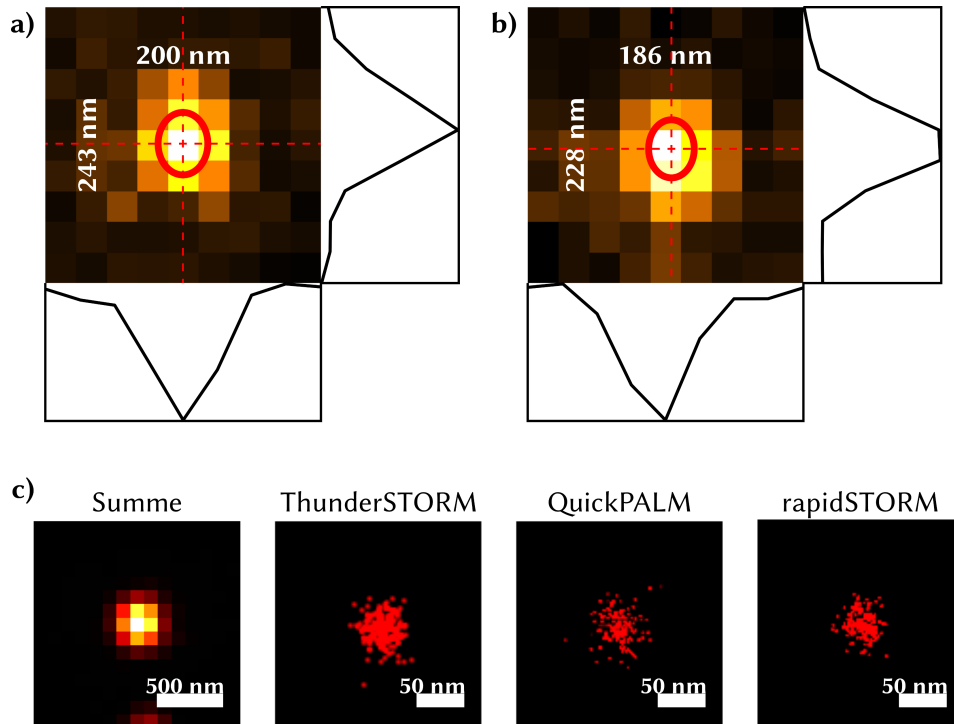 a)
200 nm
243 nm
b)
186 nm
228 nm
c)
Summe
ThunderSTORM
QuickPALM
rapidSTORM
500 nm
50 nm
50 nm
50 nm